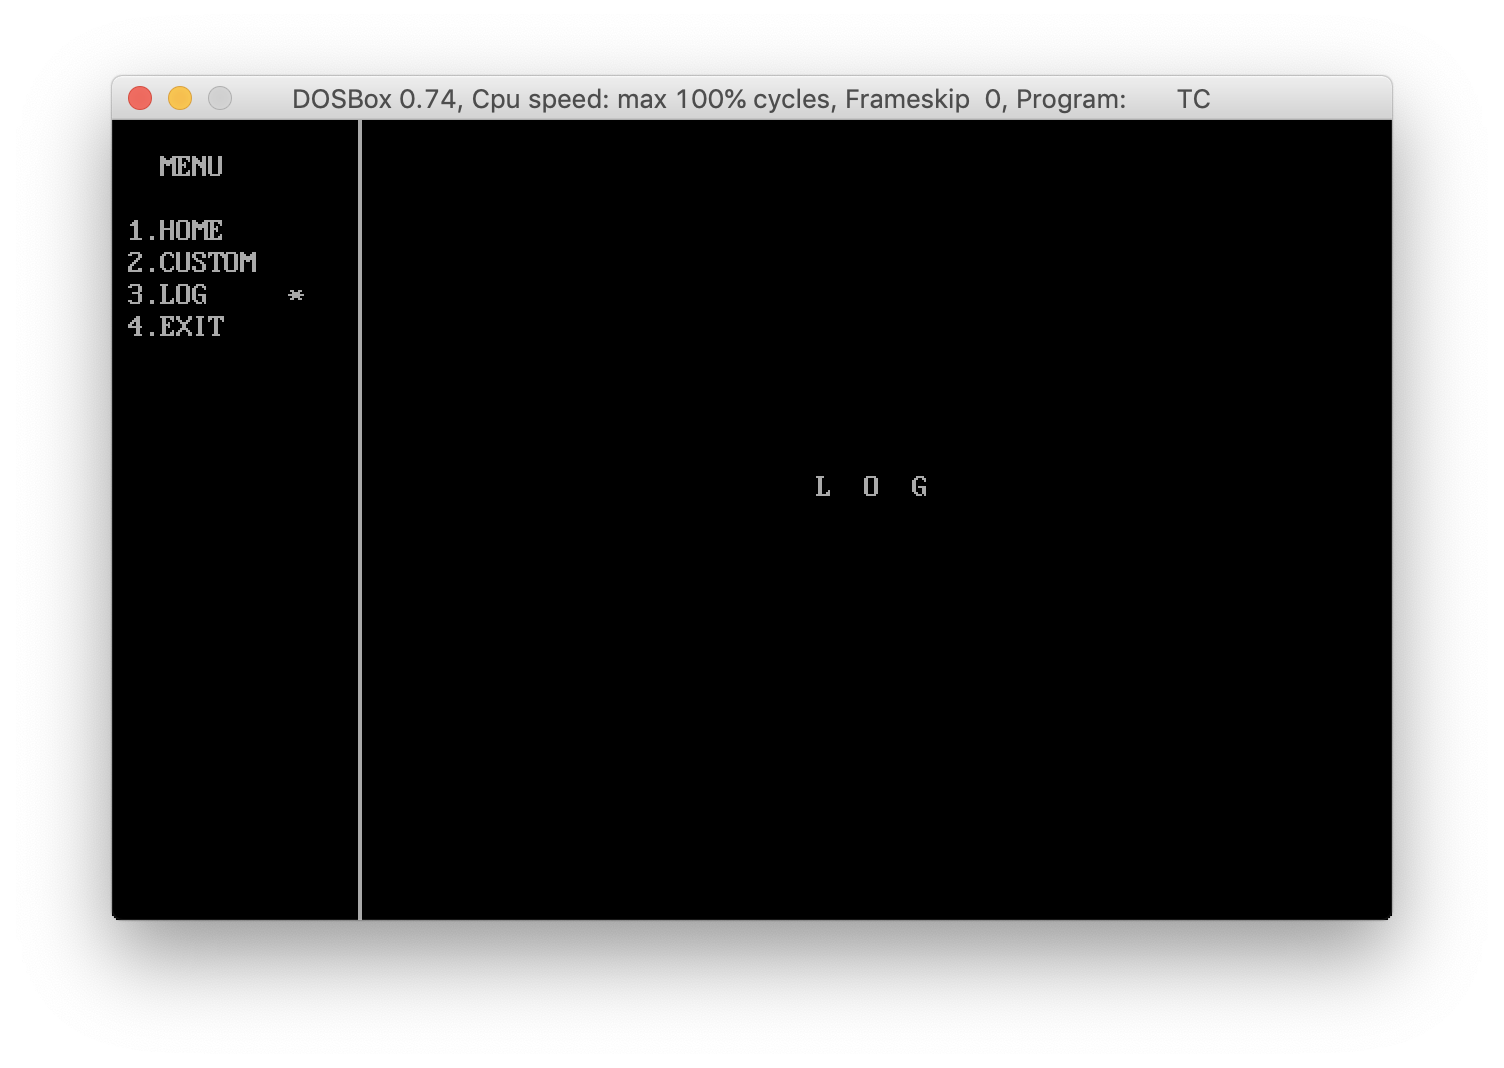 DOSBox 0.74, Cpu speed: max 100% cycles, Frameskip  0, Program:       TC
MENU
1.HOME
2.CUSTOM
3.LOG     *
4.EXIT
L  O  G